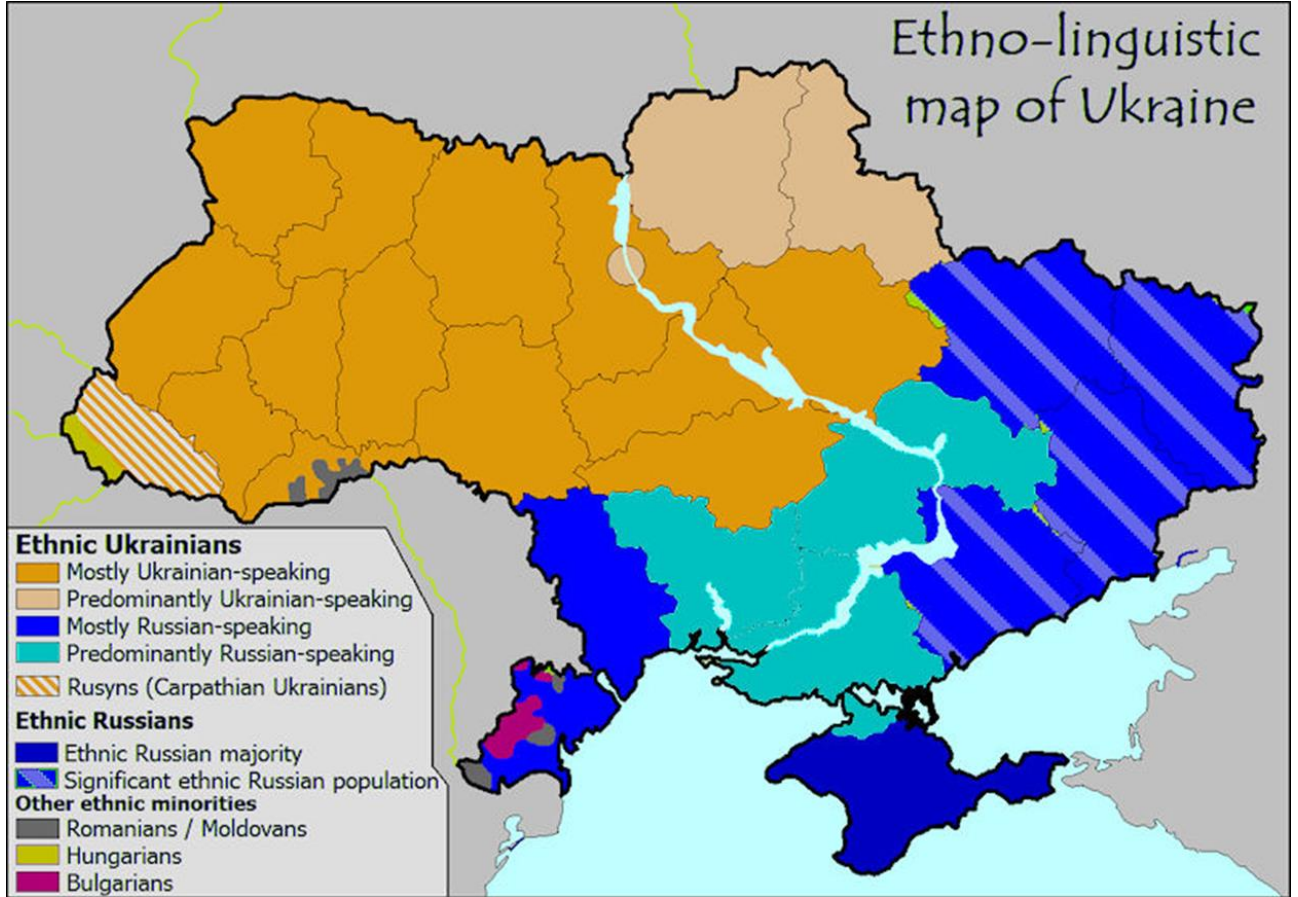 Ethno-linguistic
map of Ukraine
Ethnic Ukrainians
Mostly Ukrainian-speaking
Predominantly Ukrainian-speaking
Mostly Russian-speaking
Predominantly Russian-speaking
Rusyns (Carpathian Ukrainians)
Ethnic Russians
Ethnic Russian majority
Significant ethnic Russian population
Other ethnic minorities
Romanians / Moldovans
Hungarians
Bulgarians